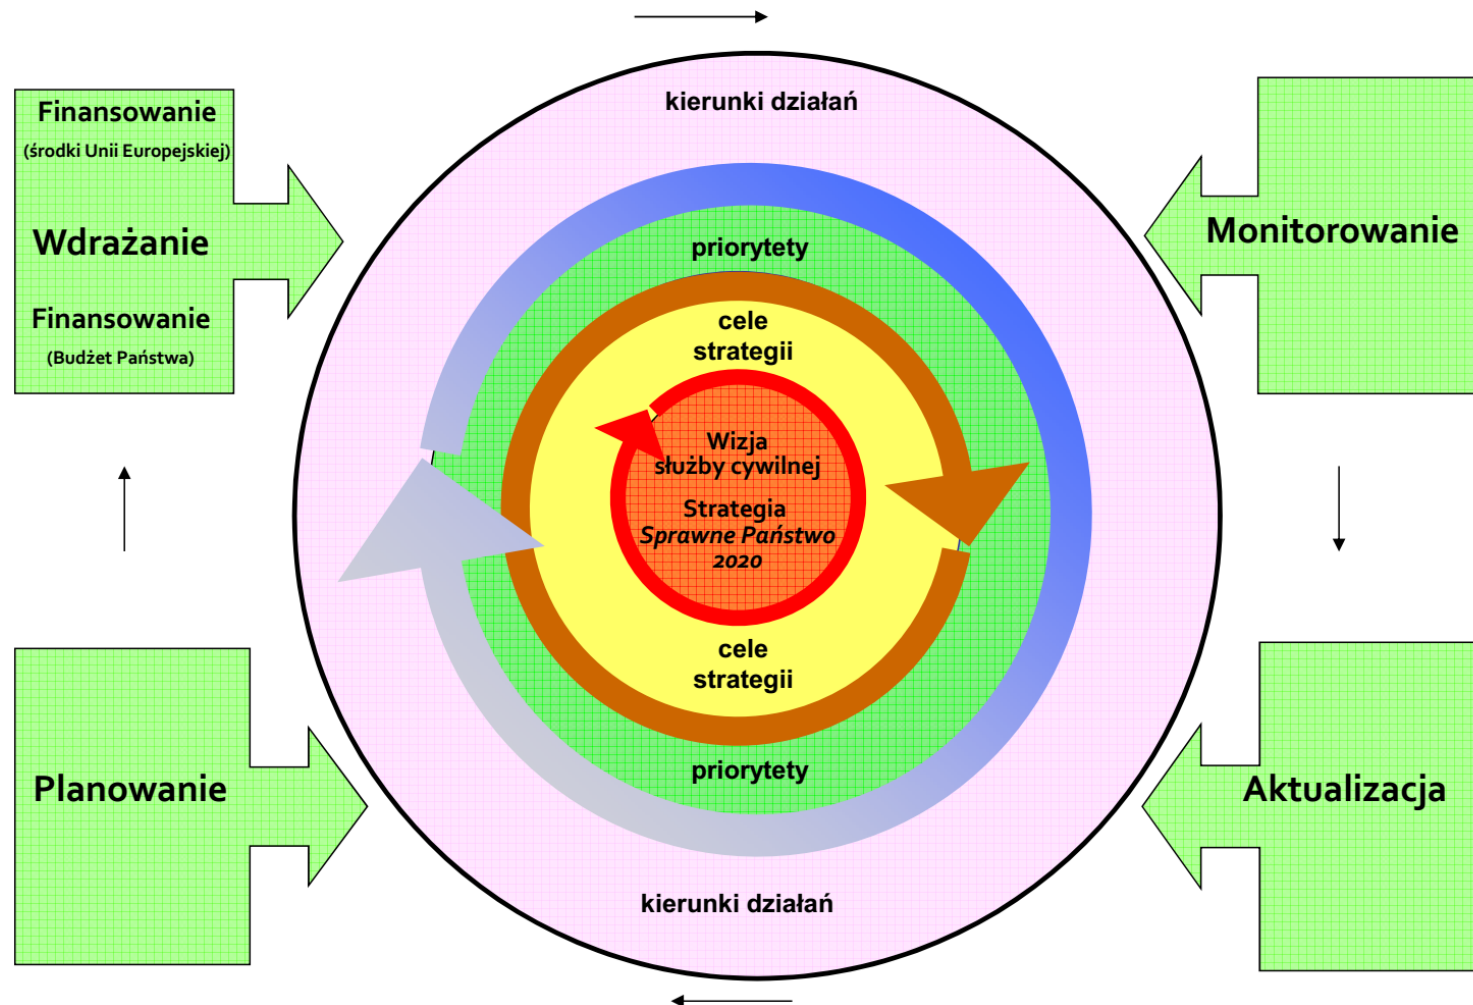 kierunki działań
Finansowanie
(środki Unii Europejskiej)
Wdrażanie
Finansowanie
(Budżet Państwa)
Monitorowanie
priorytety
cele
strategii
Wizja
służby cywilnej
Strategia
Sprawne Państwo
2020
cele
strategii
priorytety
Planowanie
Aktualizacja
kierunki działań